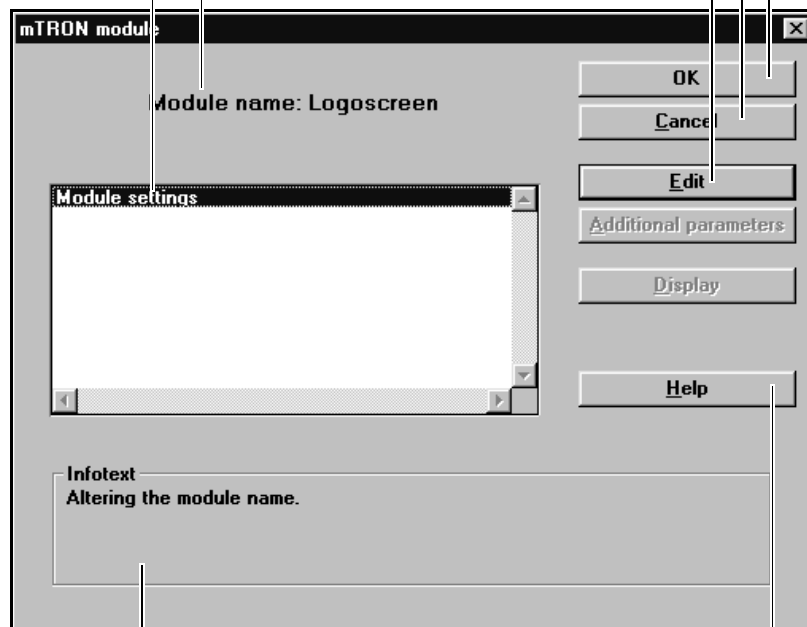 mTRON module
Module name: Logoscreen
OK
Cancel
Module settings
Edit
Additional parameters
Display
Help
Infotext
Altering the module name.